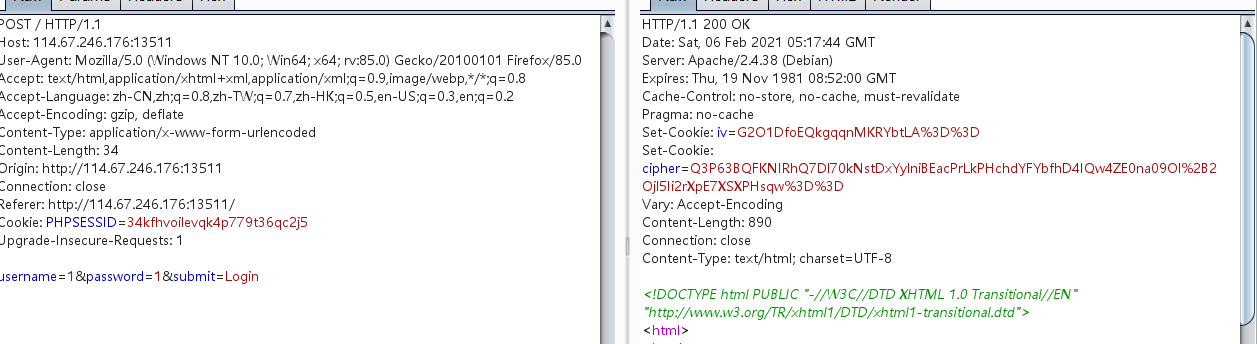 POST / HTTP/1.1
Host: 114.67.246.176:13511
User-Agent: Mozilla/5.0 (Windows NT 10.0; Win64; x64; rv:85.0) Gecko/20100101 Firefox/85.0
Accept: text/html,application/xhtml+xml,application/xml;q=0.9,image/webp,*/*;q=0.8
Accept-Language: zh-CN,zh;q=0.8,zh-TW;q=0.7,zh-HK;q=0.5,en-US;q=0.3,en;q=0.2
Accept-Encoding: gzip, deflate
Content-Type: application/x-www-form-urlencoded
Content-Length: 34
Origin: http://114.67.246.176:13511
Connection: close
Referer: http://114.67.246.176:13511/
Cookie: PHPSESSID=34kfhvoilevqk4p779t36qc2j5
Upgrade-Insecure-Requests: 1
username=1&password=1&submit=Login
HTTP/1.1 200 OK
Date: Sat, 06 Feb 2021 05:17:44 GMT
Server: Apache/2.4.38 (Debian)
Expires: Thu, 19 Nov 1981 08:52:00 GMT
Cache-Control: no-store, no-cache, must-revalidate
Pragma: no-cache
Set-Cookie: iv=G2O1DfoEQkgqqnMKRYbtLA%3D%3D
Set-Cookie:
cipher=Q3P63BQFKNIRhQ7DI70kNstDxYyIniBEacPrLkPHchdYFYbfhD4IQw4ZE0na09OI%2B2
OjI5Ii2rXpE7XSXPHsqw%3D%3D
Vary: Accept-Encoding
Content-Length: 890
Connection: close
Content-Type: text/html; charset=UTF-8
<!DOCTYPE html PUBLIC "-//W3C//DTD XHTML 1.0 Transitional//EN"
"http://www.w3.org/TR/xhtml1/DTD/xhtml1-transitional.dtd">
<html>